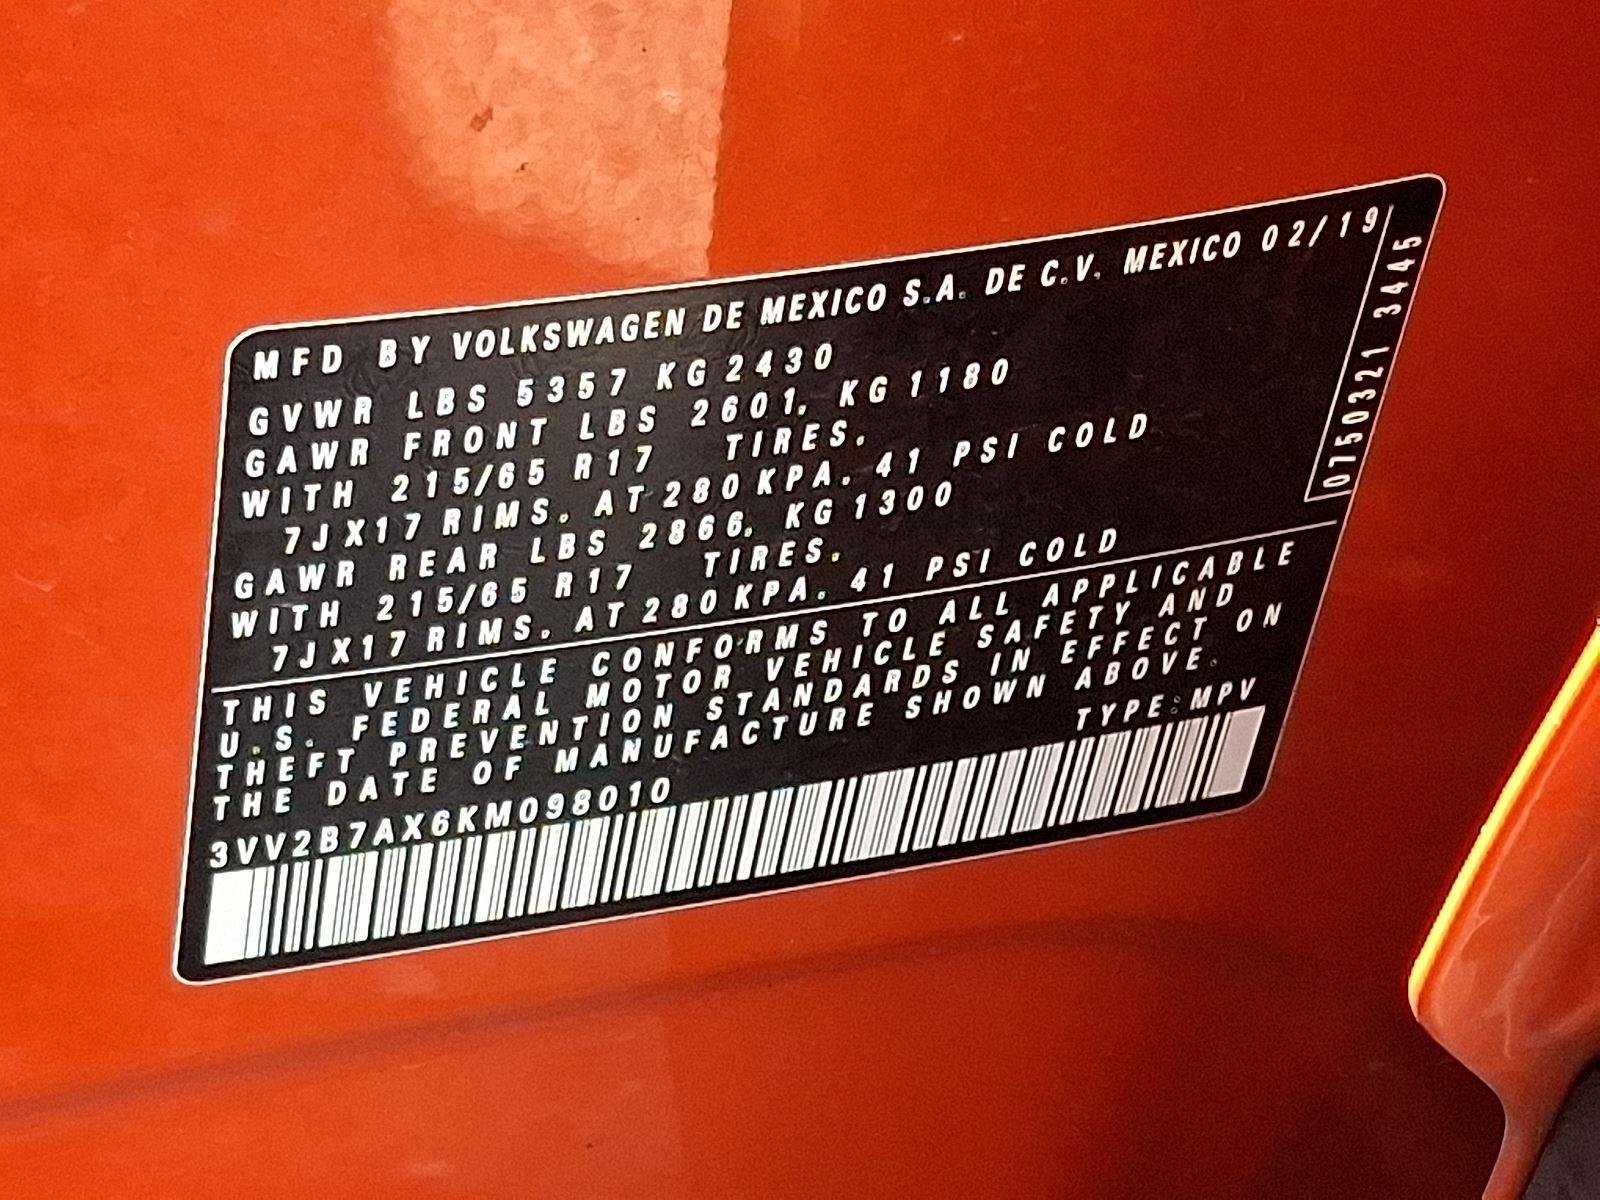 MFD BY VOLKSWAGEN DE MEXICO S.A. DE C.V. MEXICO 02/19
GVWR LBS 5357 KG 2430
GAWR FRONT LBS 2601, KG 1180
WITH 215/65 R17 TIRES.
7JX17 RIMS. AT 280 KPA. 41 PSI COLD
GAWR REAR LBS 2866, KG 1300
WITH 215/65 R17 TIRES.
7JX17 RIMS. AT 280 KPA. 41 PSI COLD
THIS VEHICLE CONFORMS TO ALL APPLICABLE
U.S. FEDERAL MOTOR VEHICLE SAFETY AND
THEFT PREVENTION STANDARDS IN EFFECT ON
THE DATE OF MANUFACTURE SHOWN ABOVE.
TYPE: MPV
3VV2B7AX6KM098010
0750321 3445